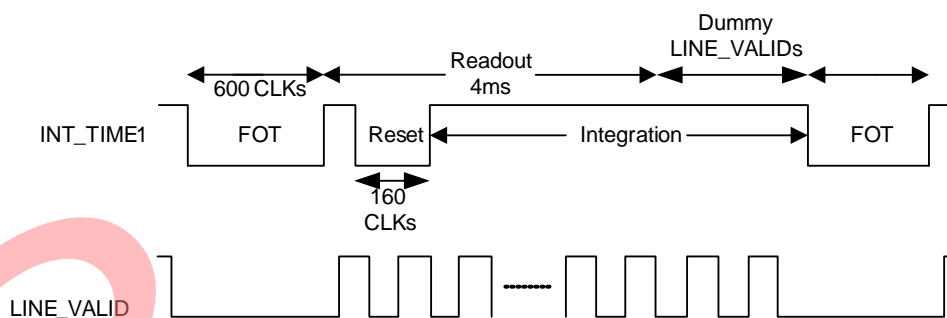 Dummy
LINE_VALIDs
Readout
4ms
600 CLKs
INT_TIME1
FOT
Reset
Integration
FOT
160
CLKs
LINE_VALID